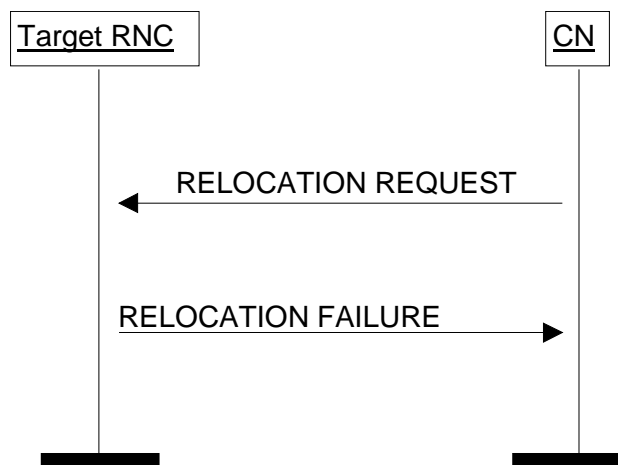 Target RNC
CN
RELOCATION REQUEST
RELOCATION FAILURE